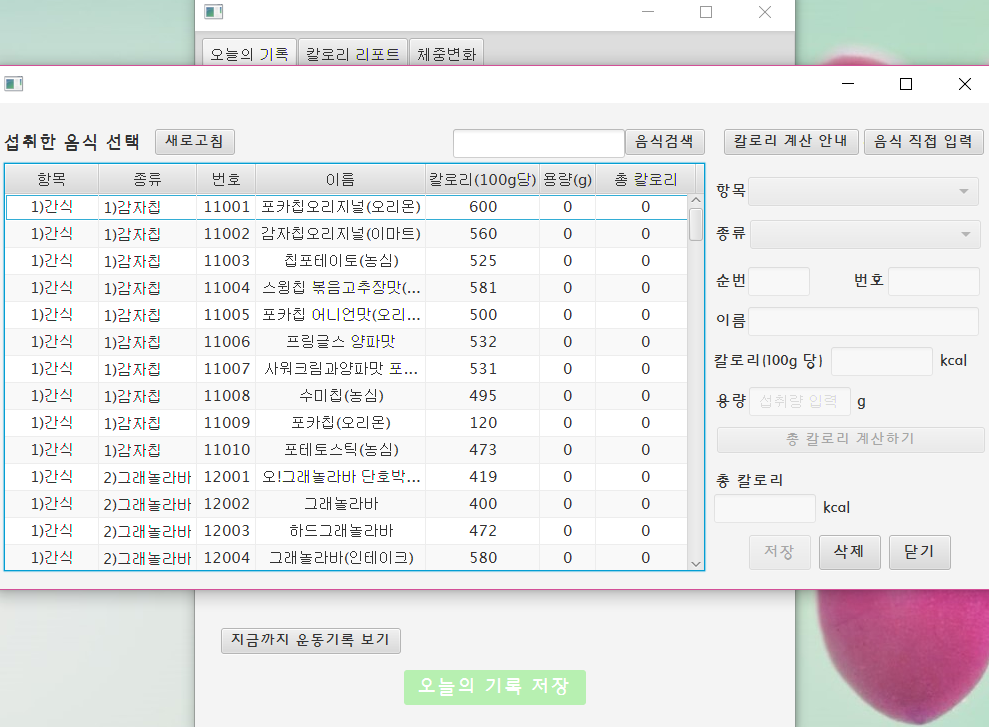 오늘의 기록 칼로리 리포트 체중변화
섭취한 음식 선택 새로고침 음식검색 칼로리 계산 안내 음식 직접 입력
항목 종류 번호 이름 칼로리(100g당) 용량(g) 총 칼로리
1)간식 1)감자칩 11001 포카칩오리지널(오리온) 600 0 0
1)간식 1)감자칩 11002 감자칩오리지널(이마트) 560 0 0
1)간식 1)감자칩 11003 칩포테이토(농심) 525 0 0
1)간식 1)감자칩 11004 스윙칩 볶음고추장맛(... 581 0 0
1)간식 1)감자칩 11005 포카칩 어니언맛(오리... 500 0 0
1)간식 1)감자칩 11006 프링글스 양파맛 532 0 0
1)간식 1)감자칩 11007 사워크림과양파맛 포... 531 0 0
1)간식 1)감자칩 11008 수미칩(농심) 495 0 0
1)간식 1)감자칩 11009 포카칩(오리온) 120 0 0
1)간식 1)감자칩 11010 포테토스틱(농심) 473 0 0
1)간식 2)그래놀라바 12001 오!그래놀라바 단호박... 419 0 0
1)간식 2)그래놀라바 12002 그래놀라바 400 0 0
1)간식 2)그래놀라바 12003 하드그래놀라바 472 0 0
1)간식 2)그래놀라바 12004 그래놀라바(인테이크) 580 0 0
항목
종류
순번 번호
이름
칼로리(100g 당) kcal
용량 섭취량 입력 g
총 칼로리 계산하기
총 칼로리
kcal
저장 삭제 닫기
지금까지 운동기록 보기
오늘의 기록 저장